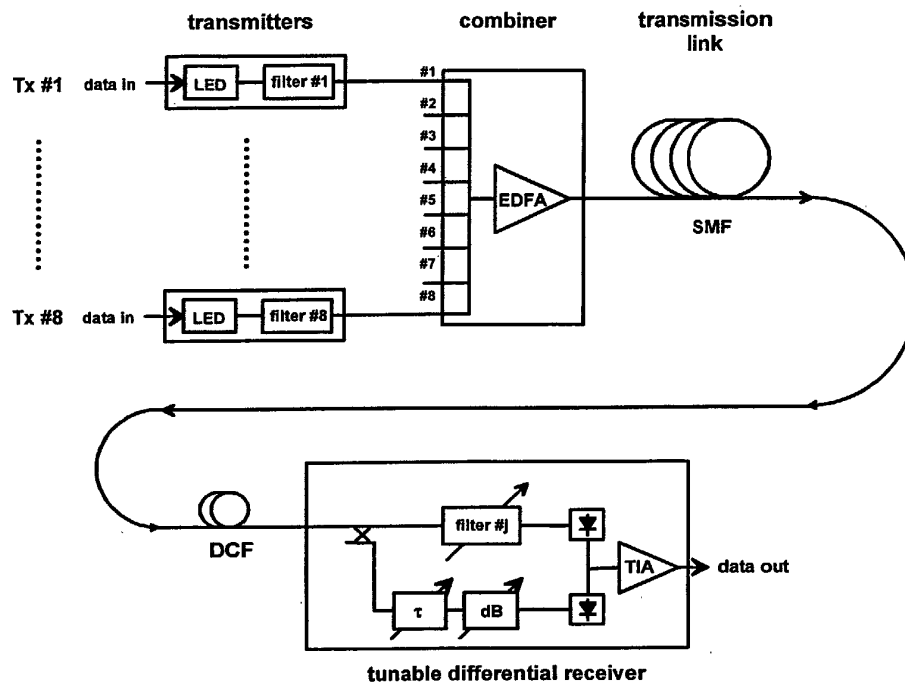 transmitters
combiner
transmission
link
Tx #1
data in
LED
filter #1
#1
#2
#3
#4
#5
#6
#7
#8
EDFA
SMF
Tx #8
data in
LED
filter #8
DCF
filter #j
τ
dB
TIA
data out
tunable differential receiver